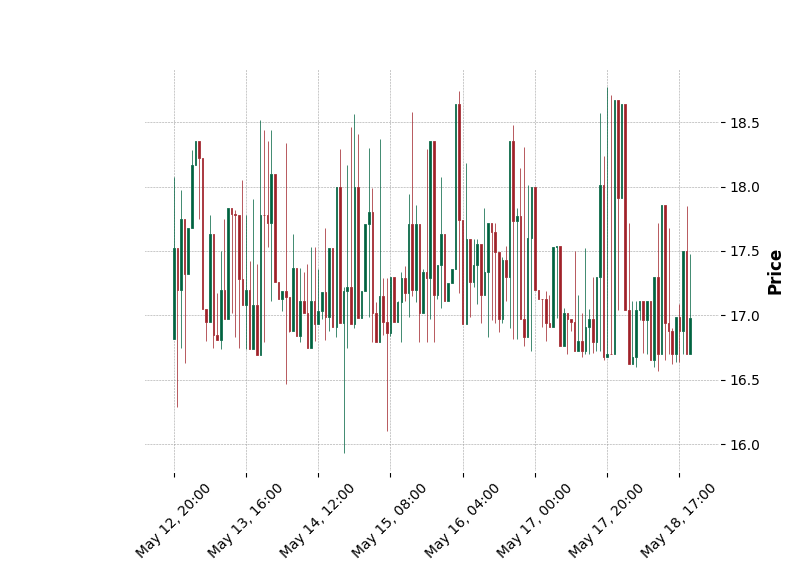 18.5
18.0
17.5
17.0
16.5
16.0
Price
May 12, 20:00
May 13, 16:00
May 14, 12:00
May 15, 08:00
May 16, 04:00
May 17, 00:00
May 17, 20:00
May 18, 17:00